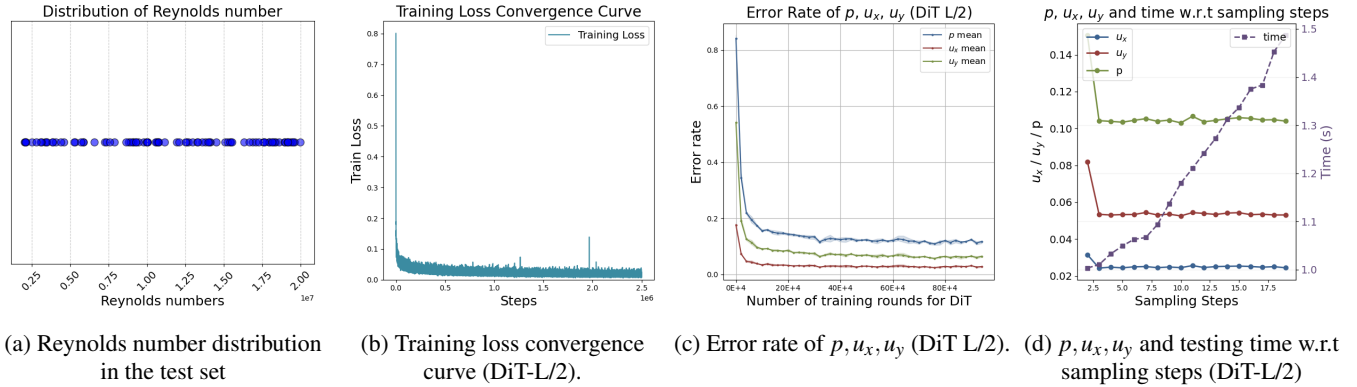 Distribution of Reynolds number
0.25
0.50
0.75
1.00
1.25
1.50
1.75
2.00
1e7
Reynolds numbers
Training Loss Convergence Curve
Training Loss
Train Loss
0.8
0.7
0.6
0.5
0.4
0.3
0.2
0.1
0.0
0.0
0.5
1.0
1.5
2.0
2.5
1e6
Steps
Error Rate of p, uₓ, u_y (DiT L/2)
p mean
uₓ mean
u_y mean
Error rate
0.8
0.6
0.4
0.2
0.0
0E+4
20E+4
40E+4
60E+4
80E+4
Number of training rounds for DiT
p, uₓ, u_y and time w.r.t sampling steps
uₓ
u_y
p
time
uₓ / u_y / p
0.14
0.12
0.10
0.08
0.06
0.04
0.02
1.5
1.4
1.3
1.2
1.1
1.0
Time (s)
2.5
5.0
7.5
10.0
12.5
15.0
17.5
Sampling Steps
(a) Reynolds number distribution
in the test set
(b) Training loss convergence
curve (DiT-L/2).
(c) Error rate of p, uₓ, u_y (DiT L/2).
(d) p, uₓ, u_y and testing time w.r.t
sampling steps (DiT-L/2)